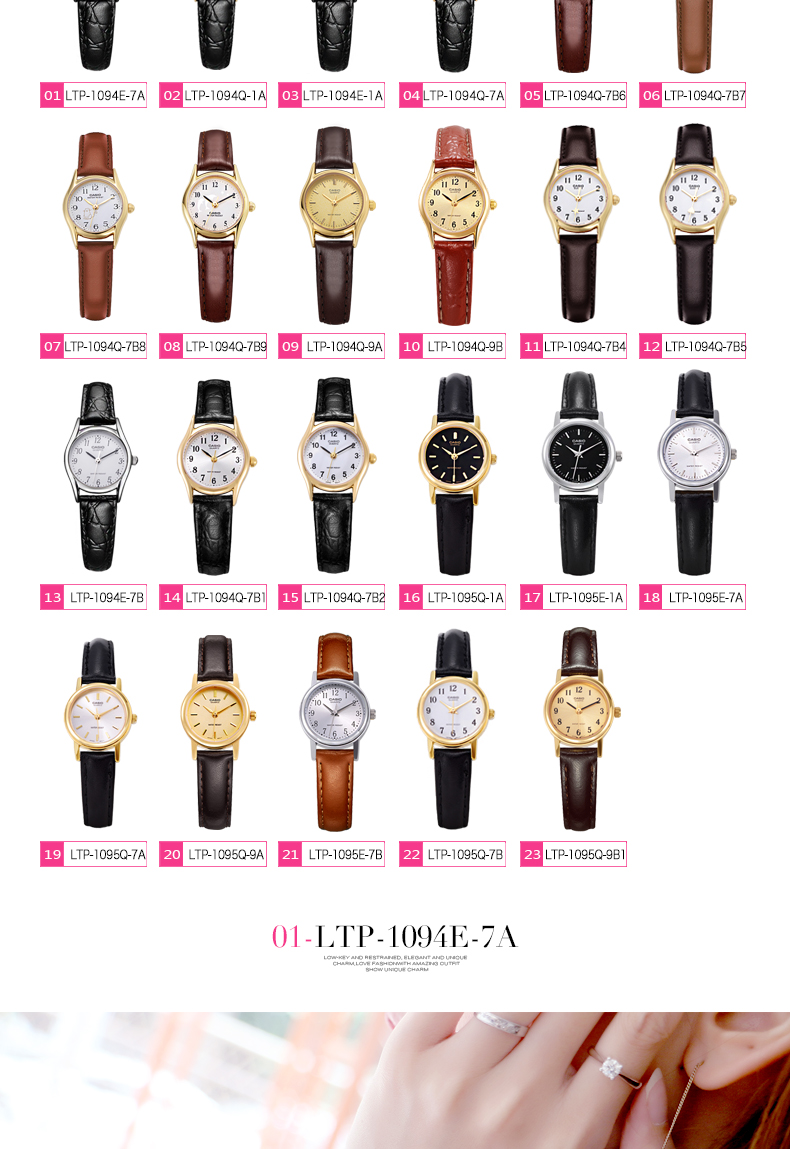 01 LTP-1094E-7A
02 LTP-1094Q-1A
03 LTP-1094E-1A
04 LTP-1094Q-7A
05 LTP-1094Q-7B6
06 LTP-1094Q-7B7
07 LTP-1094Q-7B8
08 LTP-1094Q-7B9
09 LTP-1094Q-9A
10 LTP-1094Q-9B
11 LTP-1094Q-7B4
12 LTP-1094Q-7B5
13 LTP-1094E-7B
14 LTP-1094Q-7B1
15 LTP-1094Q-7B2
16 LTP-1095Q-1A
17 LTP-1095E-1A
18 LTP-1095E-7A
19 LTP-1095Q-7A
20 LTP-1095Q-9A
21 LTP-1095E-7B
22 LTP-1095Q-7B
23 LTP-1095Q-9B1
01-LTP-1094E-7A
LOW-KEY AND RESTRAINED, ELEGANT AND UNIQUE
CHARM,LOVE FASHIONWITH AMAZING OUTFIT
SHOW UNIQUE CHARM